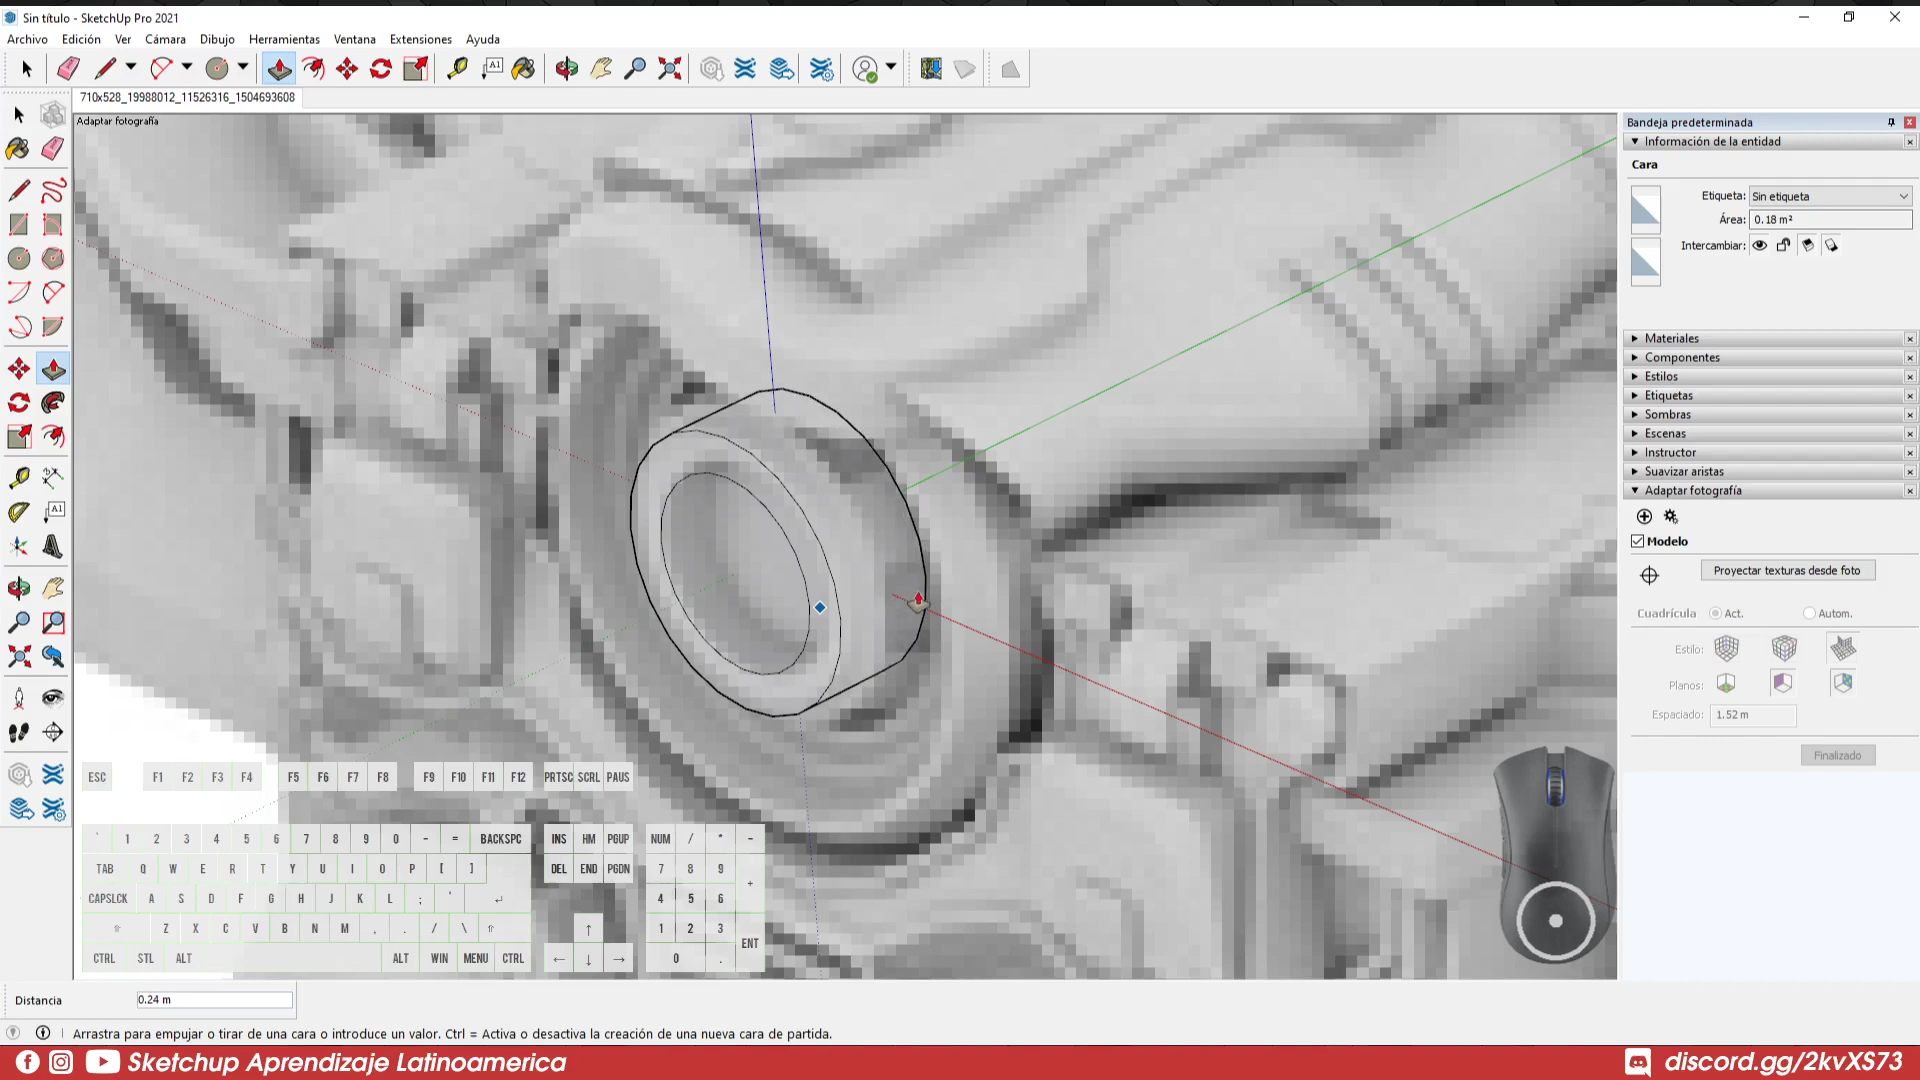 Sin título - SketchUp Pro 2021
Archivo Edición Ver Cámara Dibujo Herramientas Ventana Extensiones Ayuda
A1
710x528_19988012_11526316_1504693608
Adaptar fotografía
A1
Bandeja predeterminada
Información de la entidad
Cara
Etiqueta: Sin etiqueta
Área: 0.18 m²
Intercambiar:
Materiales
Componentes
Estilos
Etiquetas
Sombras
Escenas
Instructor
Suavizar aristas
Adaptar fotografía
Modelo
Proyectar texturas desde foto
Cuadrícula Act. Autom.
Estilo:
Planos:
Espaciado: 1.52 m
Finalizado
ESC F1 F2 F3 F4 F5 F6 F7 F8 F9 F10 F11 F12 PRTSC SCRL PAUS
` 1 2 3 4 5 6 7 8 9 0 - = BACKSPC INS HM PGUP NUM / * -
TAB Q W E R T Y U I O P [ ] DEL END PGDN 7 8 9 +
CAPSLCK A S D F G H J K L ; ' ↵ 4 5 6
⇧ Z X C V B N M , . / \ ⇧ ↑ 1 2 3 ENT
CTRL STL ALT ALT WIN MENU CTRL ← ↓ → 0 .
Distancia 0.24 m
Arrastra para empujar o tirar de una cara o introduce un valor. Ctrl = Activa o desactiva la creación de una nueva cara de partida.
Sketchup Aprendizaje Latinoamerica
discord.gg/2kvXS73